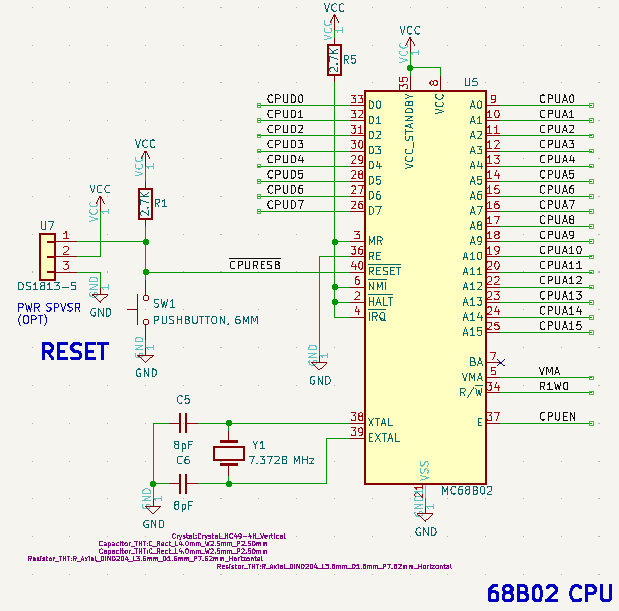 VCC
VCC
1
VCC
1
2.7K
R5
35
8
U5
VCC_STANDBY
VCC
CPUD0 33 D0
CPUD1 32 D1
CPUD2 31 D2
CPUD3 30 D3
CPUD4 29 D4
CPUD5 28 D5
CPUD6 27 D6
CPUD7 26 D7
A0 9 CPUA0
A1 10 CPUA1
A2 11 CPUA2
A3 12 CPUA3
A4 13 CPUA4
A5 14 CPUA5
A6 15 CPUA6
A7 16 CPUA7
A8 17 CPUA8
A9 18 CPUA9
A10 19 CPUA10
A11 20 CPUA11
A12 22 CPUA12
A13 23 CPUA13
A14 24 CPUA14
A15 25 CPUA15
VCC
VCC
1
2.7K
R1
VCC
VCC
1
U7
1
2
3
DS1813-5
PWR SPVSR
(OPT)
GND
1
GND
RESET
CPURESB
3 MR
36 RE
40 RESET
6 NMI
2 HALT
4 IRQ
SW1
PUSHBUTTON, 6MM
GND
1
GND
GND
1
GND
BA 7
VMA 5 VMA
R/W 34 R1W0
E 37 CPUEN
38 XTAL
39 EXTAL
C5
8pF
C6
8pF
Y1
7.3728 MHz
GND
1
GND
VSS
21
MC68B02
GND
1
GND
Crystal:Crystal_HC49-4H_Vertical
Capacitor_THT:C_Rect_L4.0mm_W2.5mm_P2.50mm
Capacitor_THT:C_Rect_L4.0mm_W2.5mm_P2.50mm
Resistor_THT:R_Axial_DIN0204_L3.6mm_D1.6mm_P7.62mm_Horizontal
Resistor_THT:R_Axial_DIN0204_L3.6mm_D1.6mm_P7.62mm_Horizontal
68B02 CPU